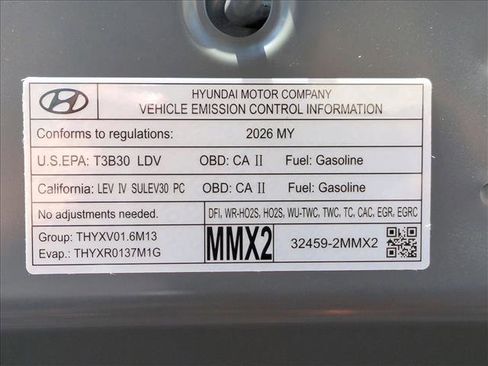 HYUNDAI MOTOR COMPANY
VEHICLE EMISSION CONTROL INFORMATION
Conforms to regulations: 2026 MY
U.S.EPA: T3B30 LDV OBD: CA II Fuel: Gasoline
California: LEV IV SULEV30 PC OBD: CA II Fuel: Gasoline
No adjustments needed. DFI, WR-HO2S, HO2S, WU-TWC, TWC, TC, CAC, EGR, EGRC
Group: THYXV01.6M13
Evap.: THYXR0137M1G
MMX2 32459-2MMX2